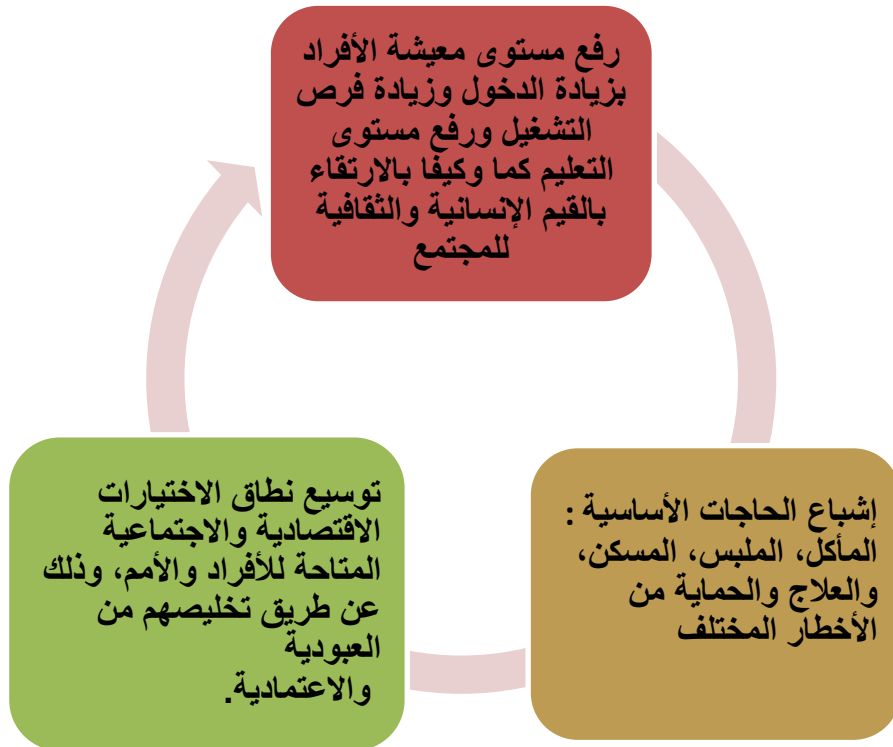 رفع مستوى معيشة الأفراد
بزيادة الدخول وزيادة فرص
التشغيل ورفع مستوى
التعليم كما وكيفا بالارتقاء
بالقيم الإنسانية والثقافية
للمجتمع
إشباع الحاجات الأساسية :
المأكل، الملبس، المسكن،
والعلاج والحماية من
الأخطار المختلف
توسيع نطاق الاختيارات
الاقتصادية والاجتماعية
المتاحة للأفراد والأمم، وذلك
عن طريق تخليصهم من
العبودية
والاعتمادية.